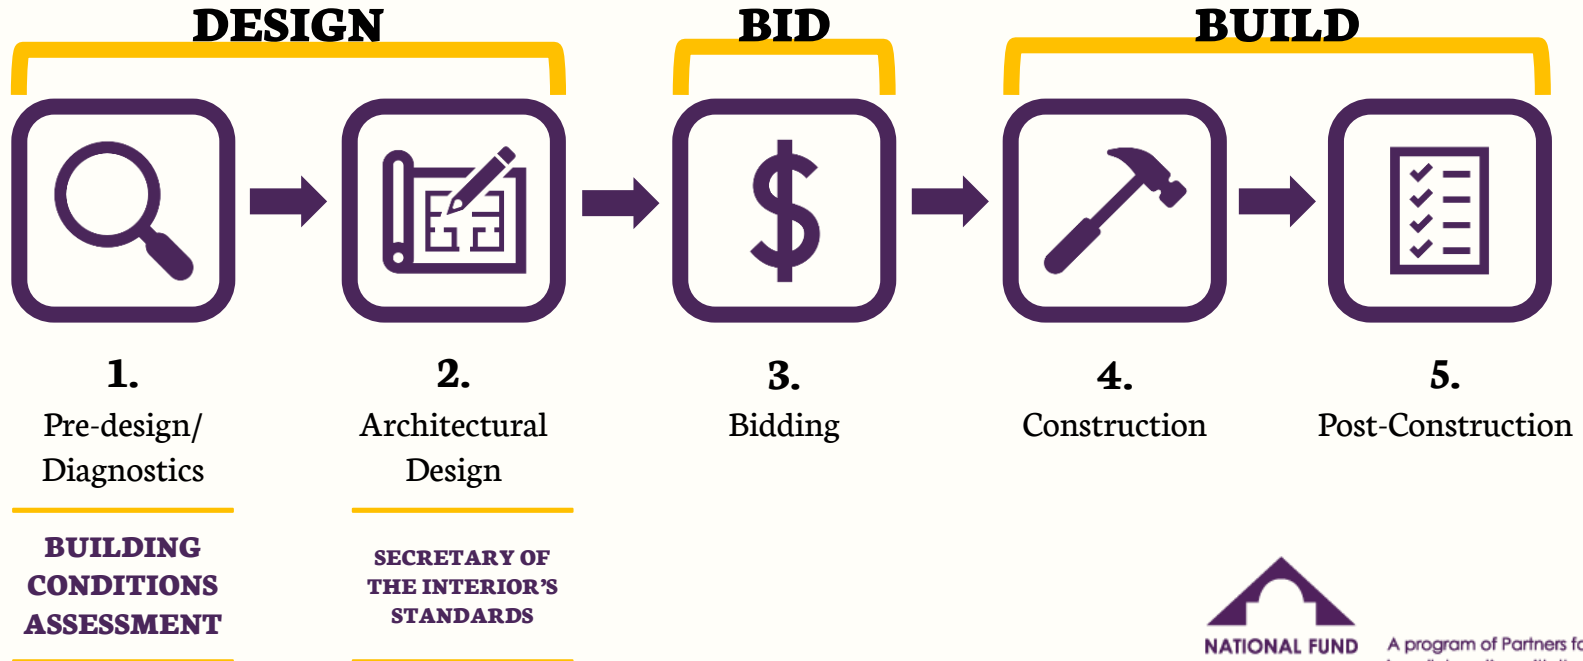 DESIGN
BID
BUILD
$
1.
Pre-design/
Diagnostics
BUILDING
CONDITIONS
ASSESSMENT
2.
Architectural
Design
SECRETARY OF
THE INTERIOR'S
STANDARDS
3.
Bidding
4.
Construction
5.
Post-Construction
NATIONAL FUND
A program of Partners